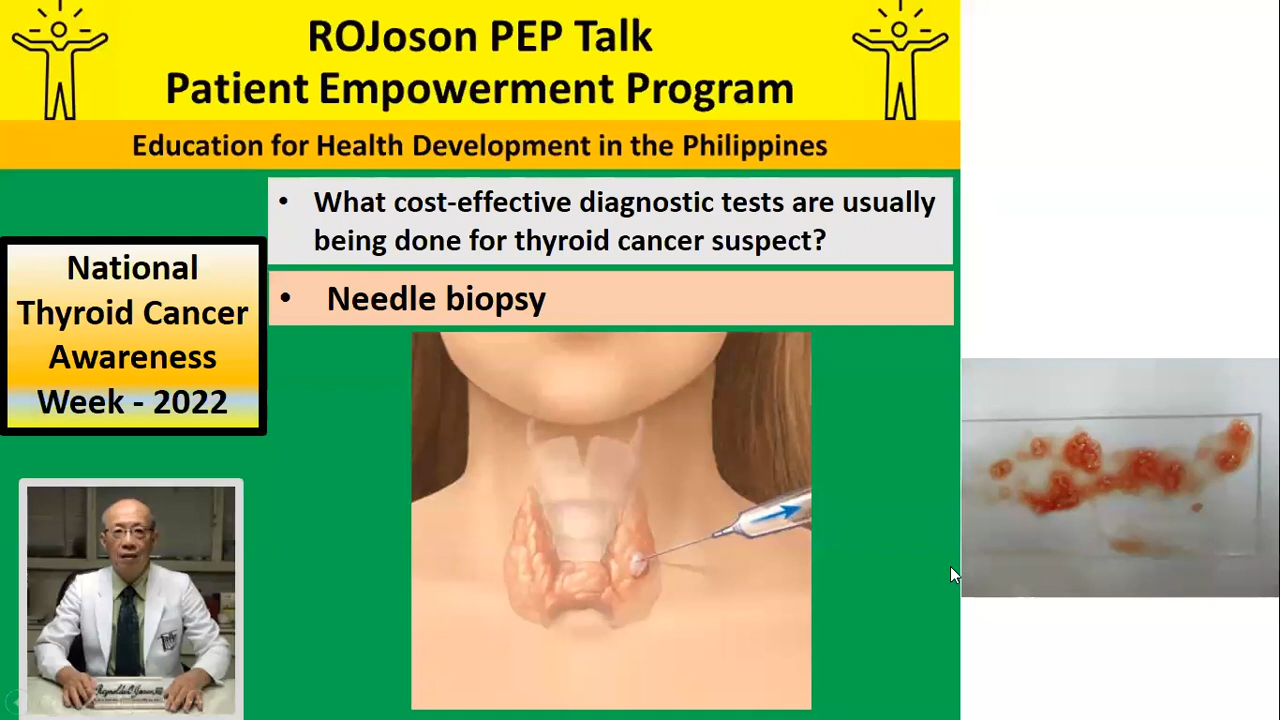 ROJoson PEP Talk
Patient Empowerment Program
Education for Health Development in the Philippines
• What cost-effective diagnostic tests are usually
being done for thyroid cancer suspect?
National
Thyroid Cancer
Awareness
Week - 2022
• Needle biopsy